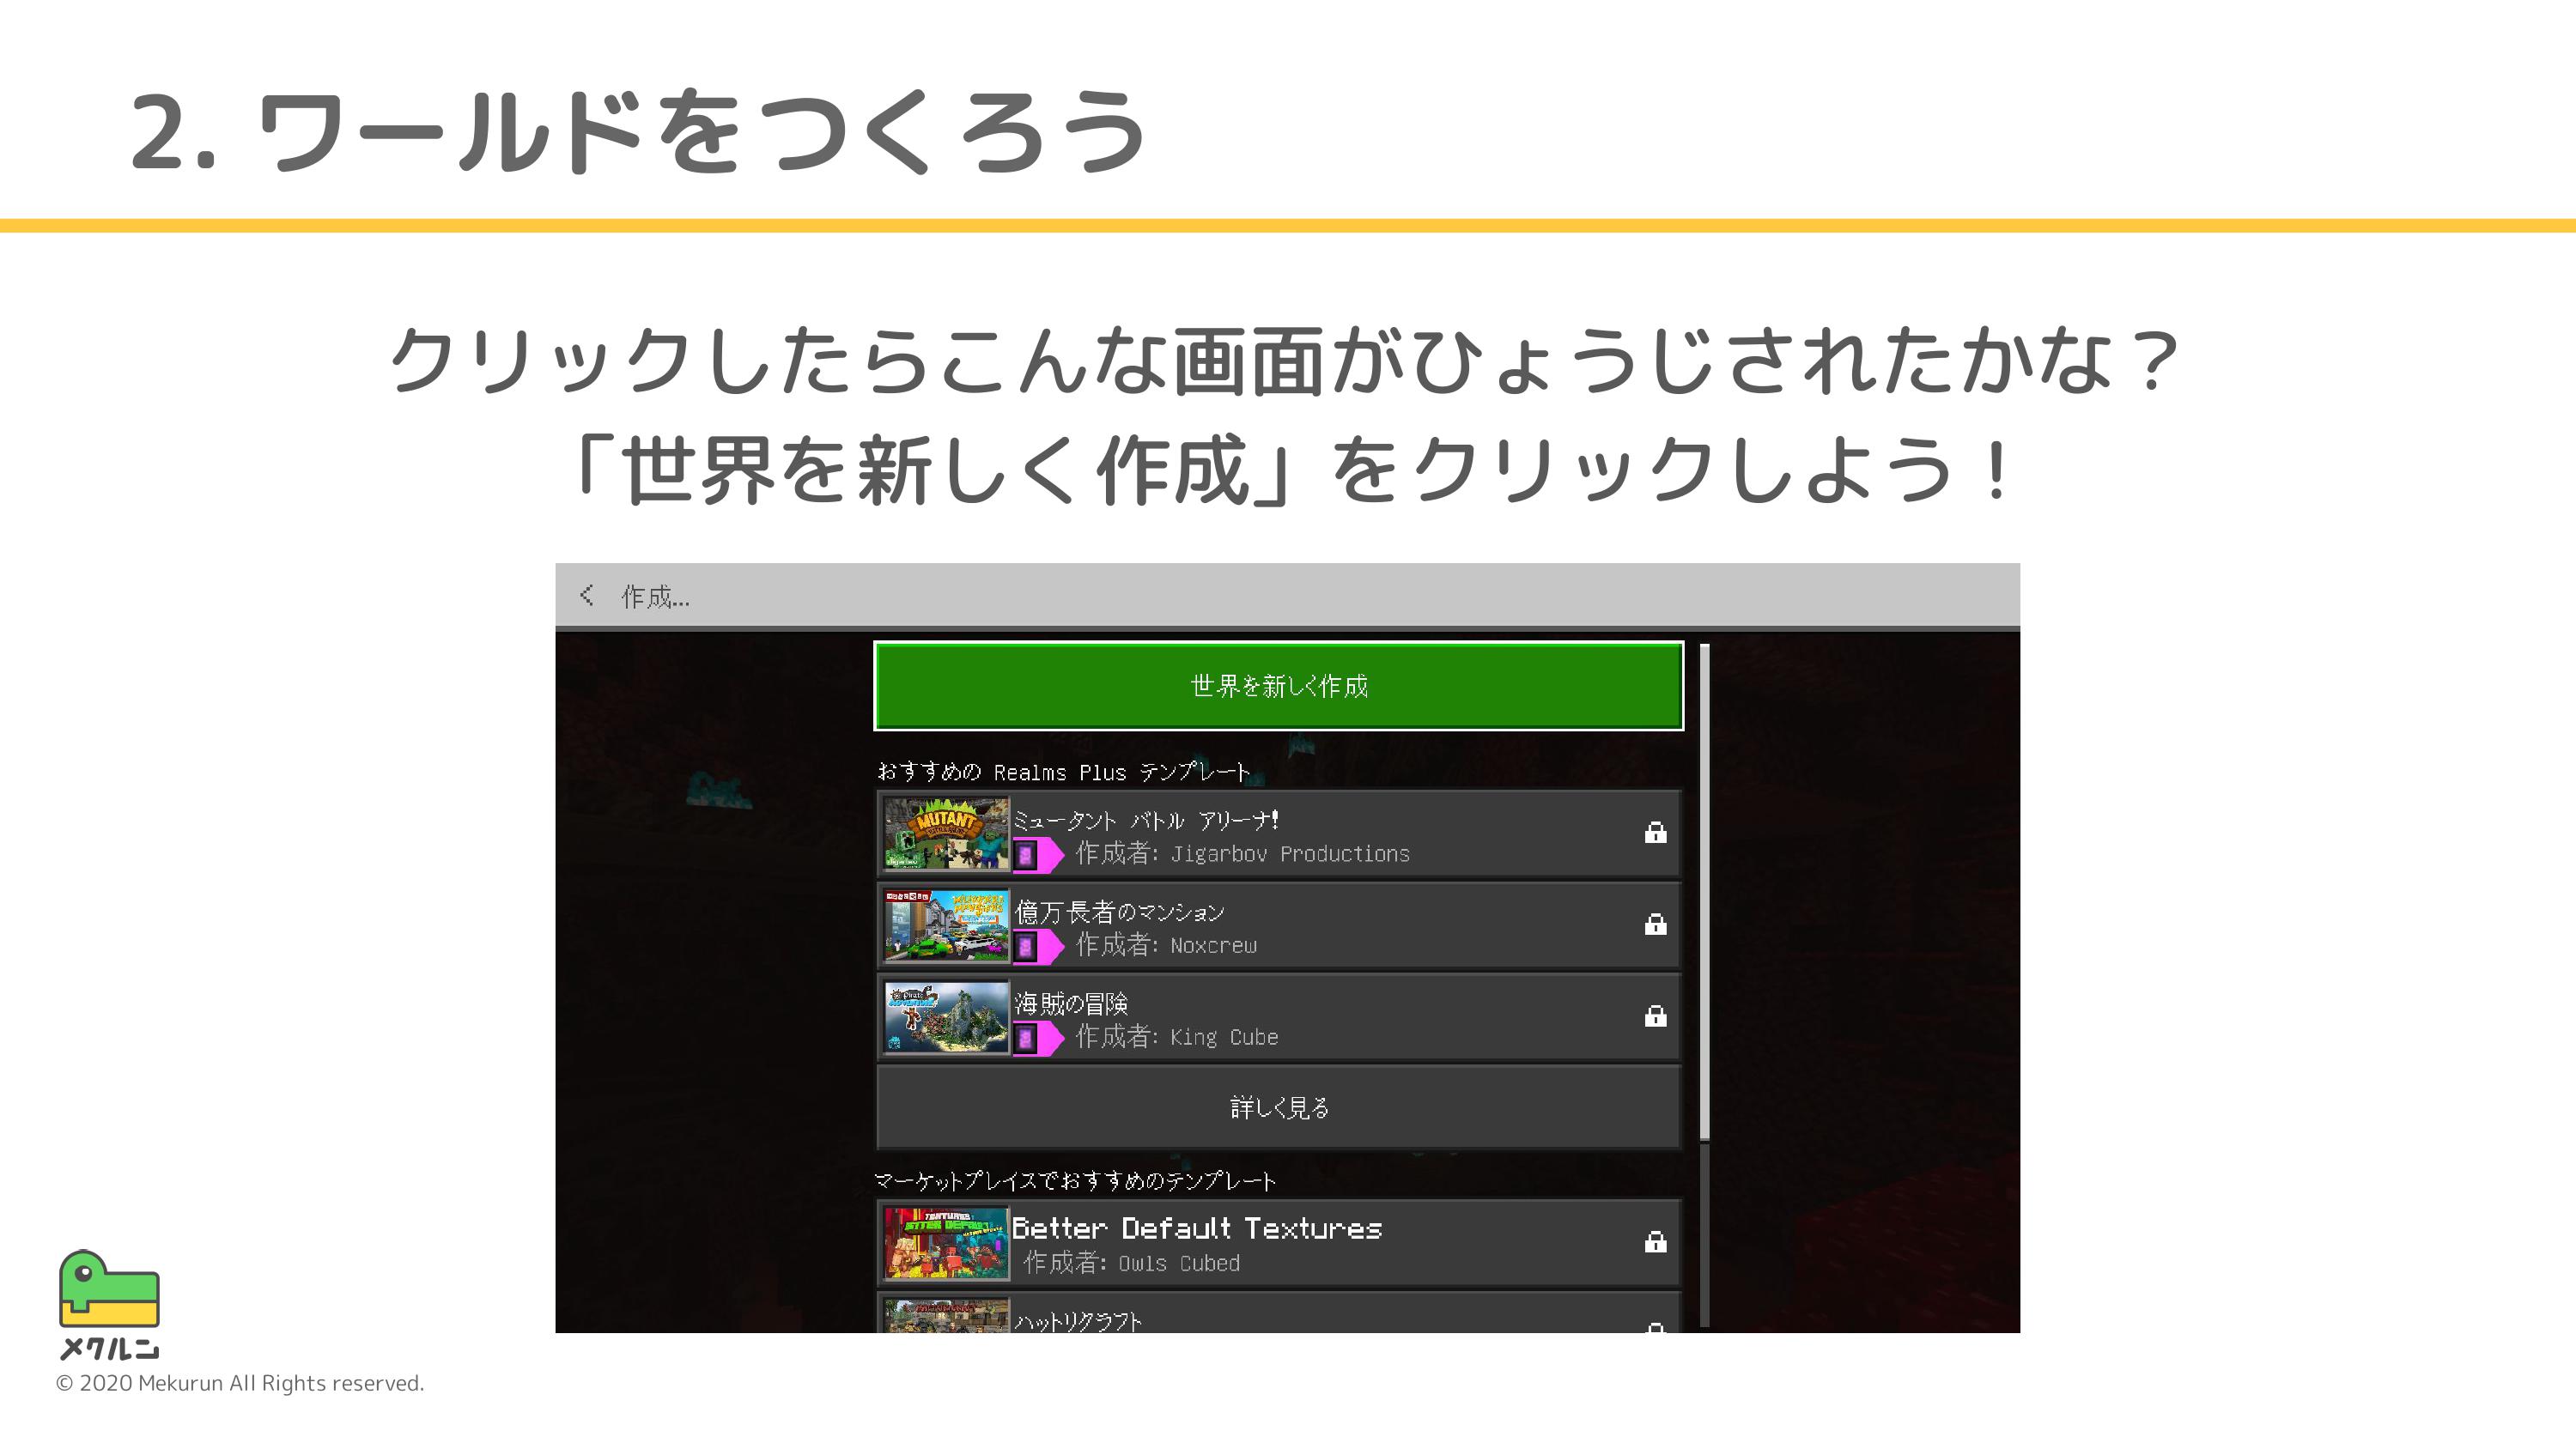 2. ワールドをつくろう
クリックしたらこんな画面がひょうじされたかな？
「世界を新しく作成」をクリックしよう！
作成...
世界を新しく作成
おすすめの Realms Plus テンプレート
MUTANT
ミュータント バトル アリーナ!
作成者: Jigarbov Productions
億万長者のマンション
作成者: Noxcrew
海賊の冒険
作成者: King Cube
詳しく見る
マーケットプレイスでおすすめのテンプレート
Better Default Textures
作成者: Owls Cubed
ハットリクラフト
メクルン
© 2020 Mekurun All Rights reserved.